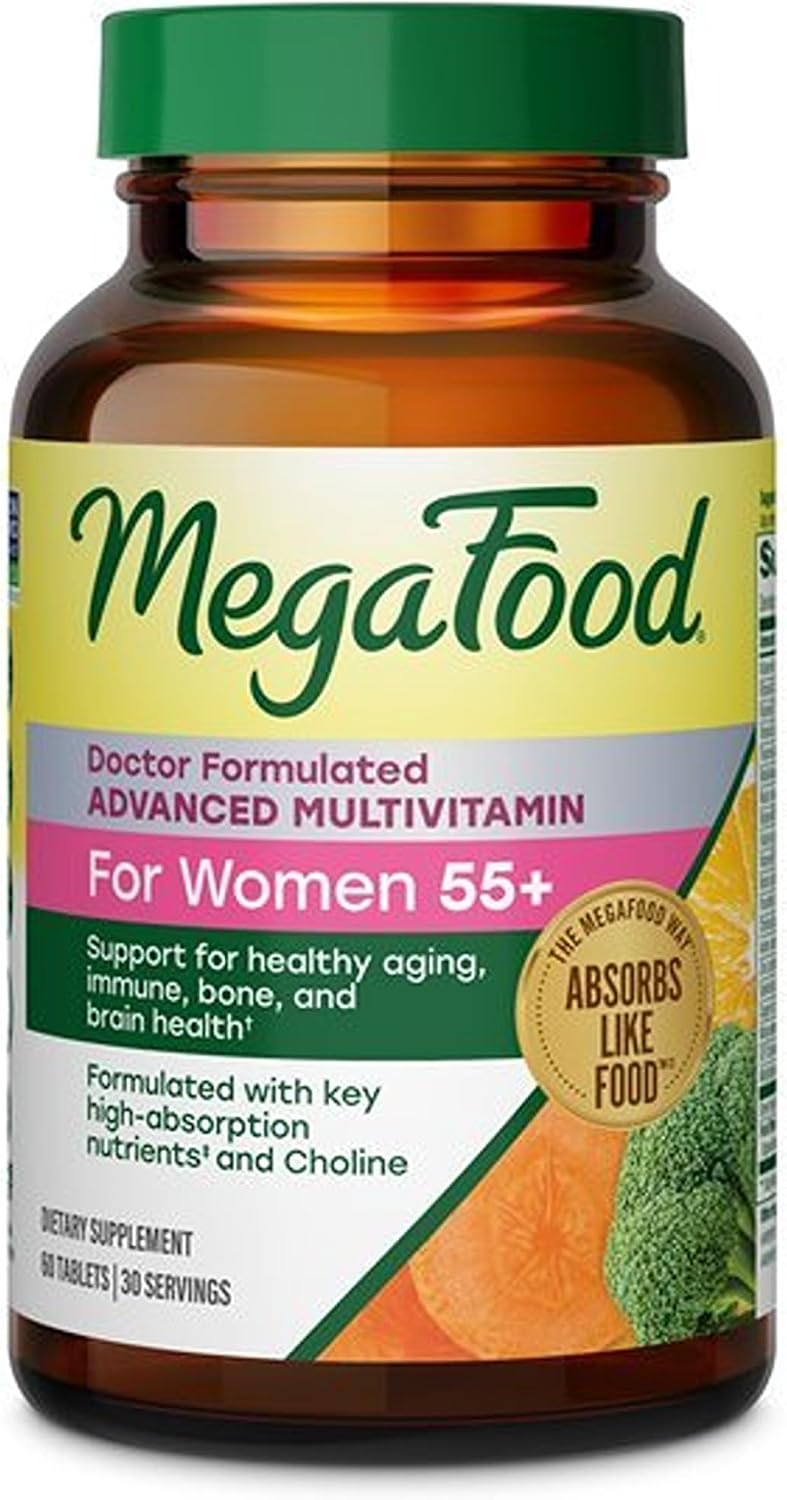 MegaFood®
Doctor Formulated
ADVANCED MULTIVITAMIN
For Women 55+
Support for healthy aging,
immune, bone, and
brain health†
THE MEGAFOOD WAY
ABSORBS
LIKE
FOOD
Formulated with key
high-absorption
nutrients‡ and Choline
DIETARY SUPPLEMENT
60 TABLETS | 30 SERVINGS